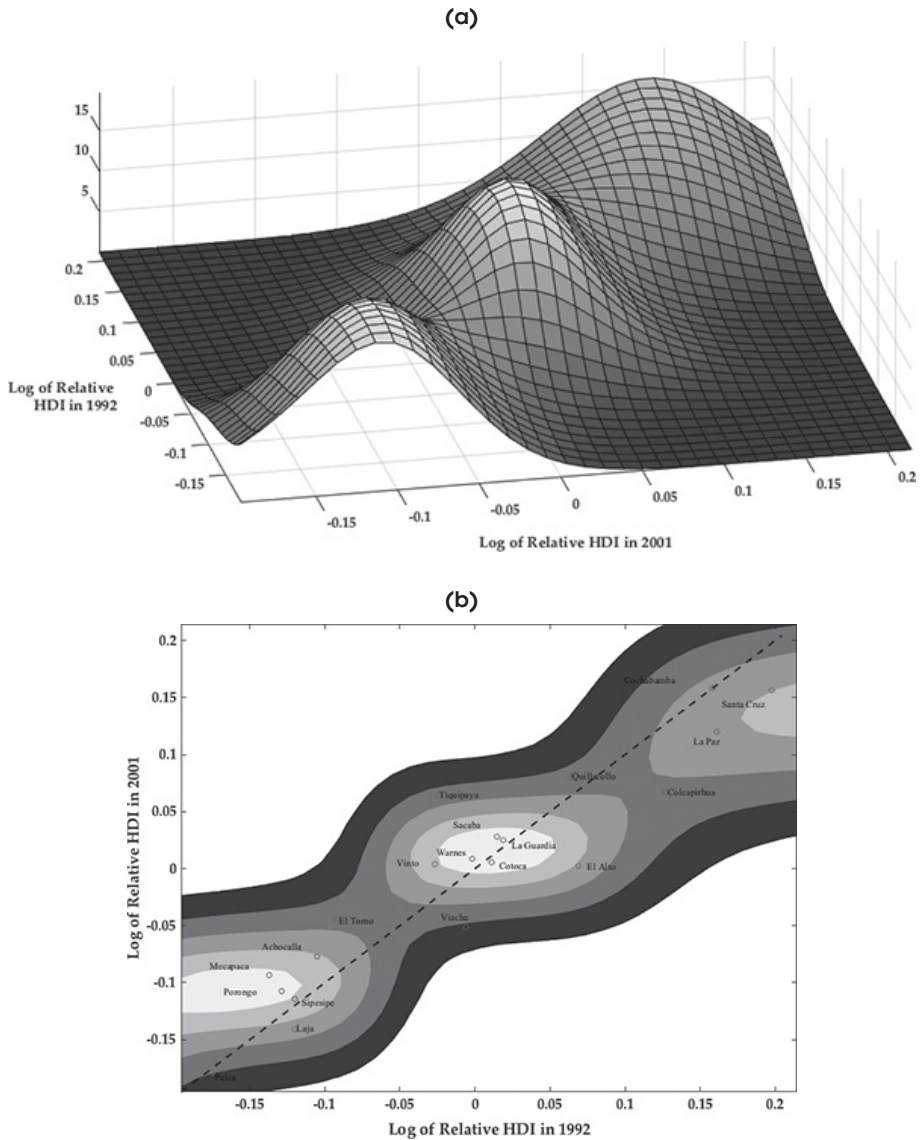 (a)
15
10
5
0.2
0.15
0.1
0.05
0
-0.05
-0.1
-0.15
Log of Relative
HDI in 1992
-0.15
-0.1
-0.05
0
0.05
0.1
0.15
0.2
Log of Relative HDI in 2001
(b)
0.2
0.15
0.1
0.05
0
-0.05
-0.1
-0.15
Log of Relative HDI in 2001
Cochabamba
Santa Cruz
La Paz
Quillacollo
Colcapirhua
Tiquipaya
Sacaba
La Guardia
Warnes
Vinto
Cotoca
El Alto
El Torno
Viacha
Achocalla
Mecapaca
Porongo
Sipesipe
Laja
Palca
-0.15
-0.1
-0.05
0
0.05
0.1
0.15
0.2
Log of Relative HDI in 1992